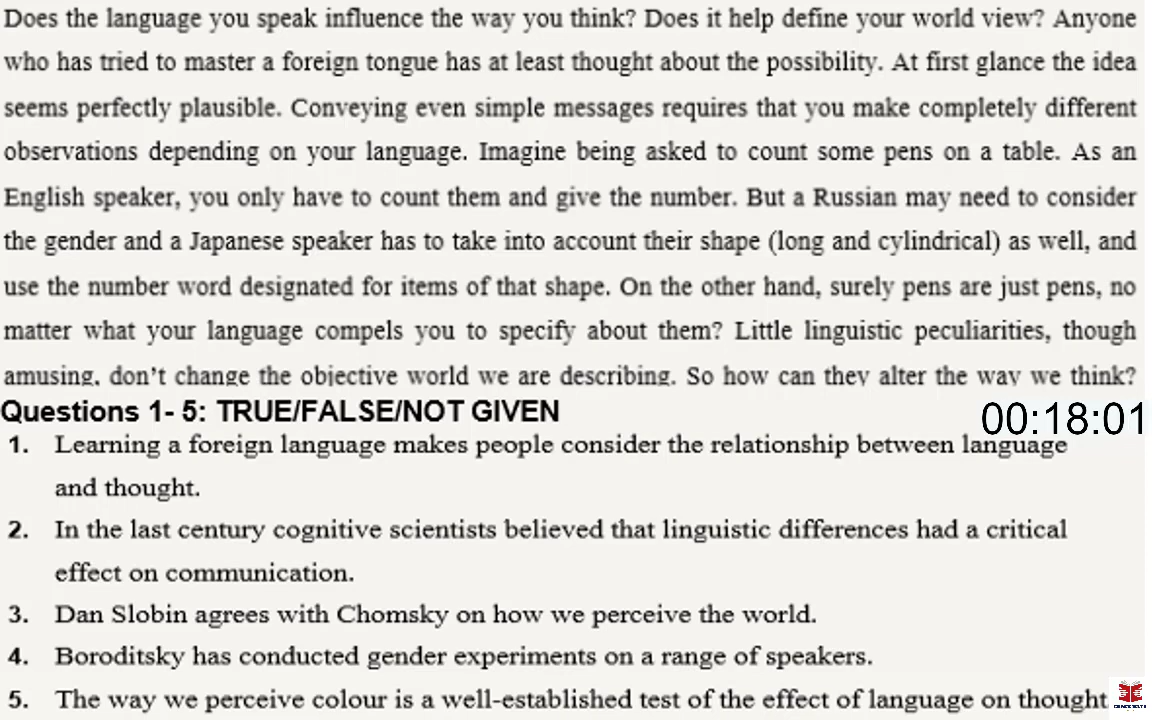 Does the language you speak influence the way you think? Does it help define your world view? Anyone
who has tried to master a foreign tongue has at least thought about the possibility. At first glance the idea
seems perfectly plausible. Conveying even simple messages requires that you make completely different
observations depending on your language. Imagine being asked to count some pens on a table. As an
English speaker, you only have to count them and give the number. But a Russian may need to consider
the gender and a Japanese speaker has to take into account their shape (long and cylindrical) as well, and
use the number word designated for items of that shape. On the other hand, surely pens are just pens, no
matter what your language compels you to specify about them? Little linguistic peculiarities, though
amusing, don't change the objective world we are describing. So how can they alter the way we think?
Questions 1- 5: TRUE/FALSE/NOT GIVEN
00:18:01
1. Learning a foreign language makes people consider the relationship between language
and thought.
2. In the last century cognitive scientists believed that linguistic differences had a critical
effect on communication.
3. Dan Slobin agrees with Chomsky on how we perceive the world.
4. Boroditsky has conducted gender experiments on a range of speakers.
5. The way we perceive colour is a well-established test of the effect of language on thought